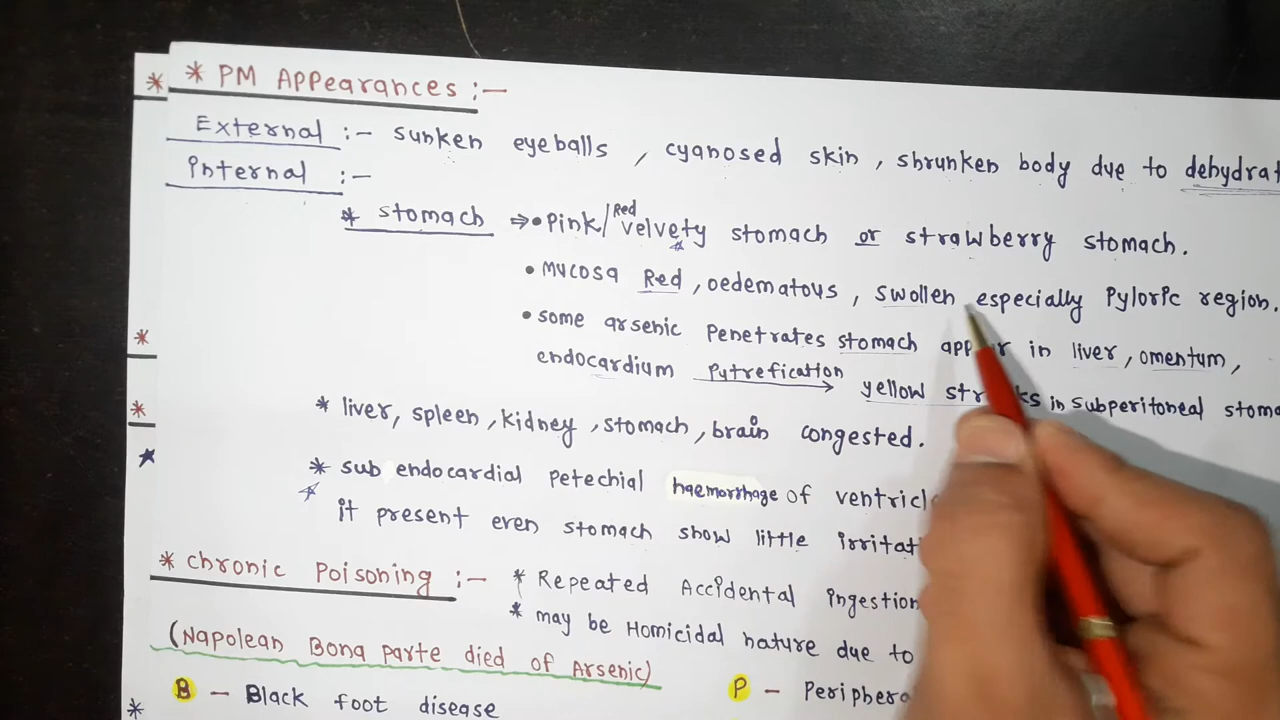 * * PM Appearances :-
External :- sunken eyeballs , cyanosed skin , shrunken body due to dehydrat
Internal :-
* stomach ⇒ • Pink/Red velvety stomach or strawberry stomach.
• Mucosa Red , oedematous , swollen especially Pyloric region.
• some arsenic Penetrates stomach appear in liver , omentum ,
endocardium Putrefication → yellow streaks in subperitoneal stoma
* liver, spleen , kidney , stomach , brain congested .
* sub endocardial petechial haemorrhage of ventricl
it present even stomach show little irritat
* chronic Poisoning :- * Repeated Accidental ingestion
* may be Homicidal nature due to
(Napolean Bona parte died of Arsenic)
B - Black foot disease P - Periphera